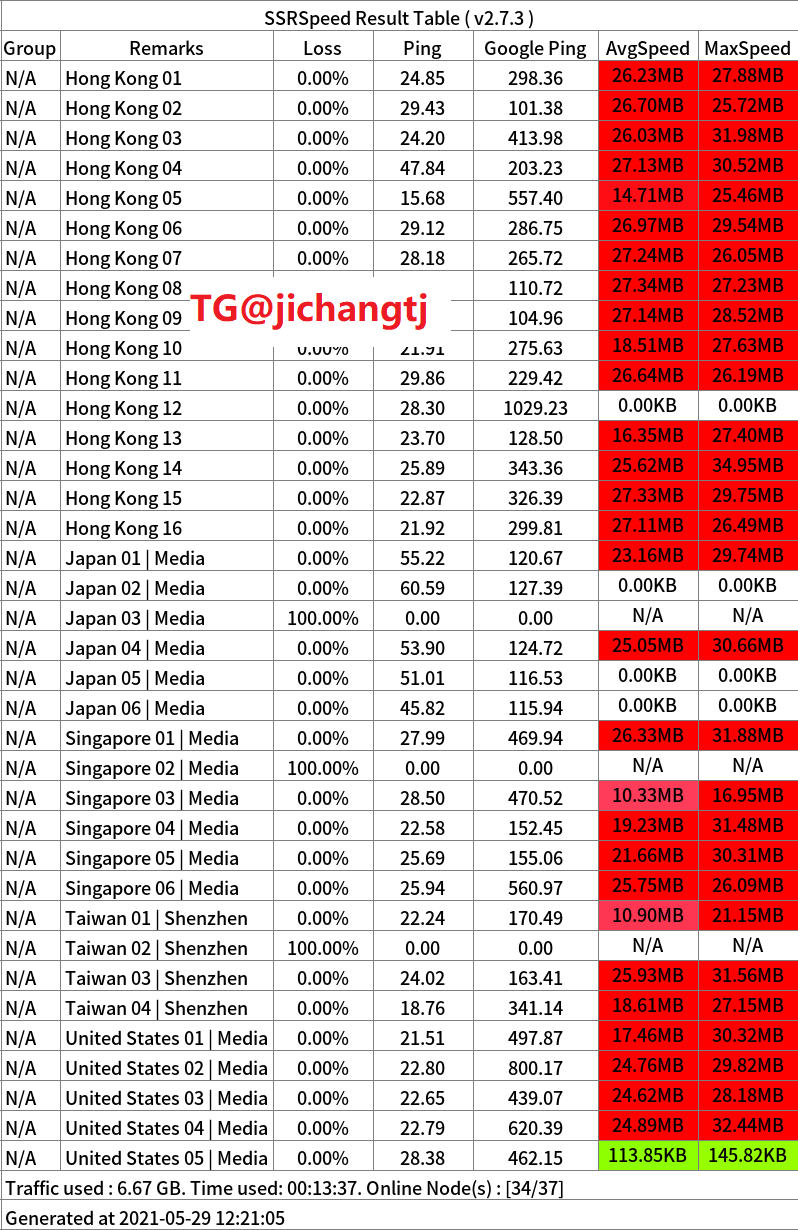 SSRSpeed Result Table ( v2.7.3 )
Group Remarks Loss Ping Google Ping AvgSpeed MaxSpeed
N/A Hong Kong 01 0.00% 24.85 298.36 26.23MB 27.88MB
N/A Hong Kong 02 0.00% 29.43 101.38 26.70MB 25.72MB
N/A Hong Kong 03 0.00% 24.20 413.98 26.03MB 31.98MB
N/A Hong Kong 04 0.00% 47.84 203.23 27.13MB 30.52MB
N/A Hong Kong 05 0.00% 15.68 557.40 14.71MB 25.46MB
N/A Hong Kong 06 0.00% 29.12 286.75 26.97MB 29.54MB
N/A Hong Kong 07 0.00% 28.18 265.72 27.24MB 26.05MB
N/A Hong Kong 08 110.72 27.34MB 27.23MB
TG@jichangtj
N/A Hong Kong 09 104.96 27.14MB 28.52MB
N/A Hong Kong 10 0.00% 21.91 275.63 18.51MB 27.63MB
N/A Hong Kong 11 0.00% 29.86 229.42 26.64MB 26.19MB
N/A Hong Kong 12 0.00% 28.30 1029.23 0.00KB 0.00KB
N/A Hong Kong 13 0.00% 23.70 128.50 16.35MB 27.40MB
N/A Hong Kong 14 0.00% 25.89 343.36 25.62MB 34.95MB
N/A Hong Kong 15 0.00% 22.87 326.39 27.33MB 29.75MB
N/A Hong Kong 16 0.00% 21.92 299.81 27.11MB 26.49MB
N/A Japan 01 | Media 0.00% 55.22 120.67 23.16MB 29.74MB
N/A Japan 02 | Media 0.00% 60.59 127.39 0.00KB 0.00KB
N/A Japan 03 | Media 100.00% 0.00 0.00 N/A N/A
N/A Japan 04 | Media 0.00% 53.90 124.72 25.05MB 30.66MB
N/A Japan 05 | Media 0.00% 51.01 116.53 0.00KB 0.00KB
N/A Japan 06 | Media 0.00% 45.82 115.94 0.00KB 0.00KB
N/A Singapore 01 | Media 0.00% 27.99 469.94 26.33MB 31.88MB
N/A Singapore 02 | Media 100.00% 0.00 0.00 N/A N/A
N/A Singapore 03 | Media 0.00% 28.50 470.52 10.33MB 16.95MB
N/A Singapore 04 | Media 0.00% 22.58 152.45 19.23MB 31.48MB
N/A Singapore 05 | Media 0.00% 25.69 155.06 21.66MB 30.31MB
N/A Singapore 06 | Media 0.00% 25.94 560.97 25.75MB 26.09MB
N/A Taiwan 01 | Shenzhen 0.00% 22.24 170.49 10.90MB 21.15MB
N/A Taiwan 02 | Shenzhen 100.00% 0.00 0.00 N/A N/A
N/A Taiwan 03 | Shenzhen 0.00% 24.02 163.41 25.93MB 31.56MB
N/A Taiwan 04 | Shenzhen 0.00% 18.76 341.14 18.61MB 27.15MB
N/A United States 01 | Media 0.00% 21.51 497.87 17.46MB 30.32MB
N/A United States 02 | Media 0.00% 22.80 800.17 24.76MB 29.82MB
N/A United States 03 | Media 0.00% 22.65 439.07 24.62MB 28.18MB
N/A United States 04 | Media 0.00% 22.79 620.39 24.89MB 32.44MB
N/A United States 05 | Media 0.00% 28.38 462.15 113.85KB 145.82KB
Traffic used : 6.67 GB. Time used: 00:13:37. Online Node(s) : [34/37]
Generated at 2021-05-29 12:21:05